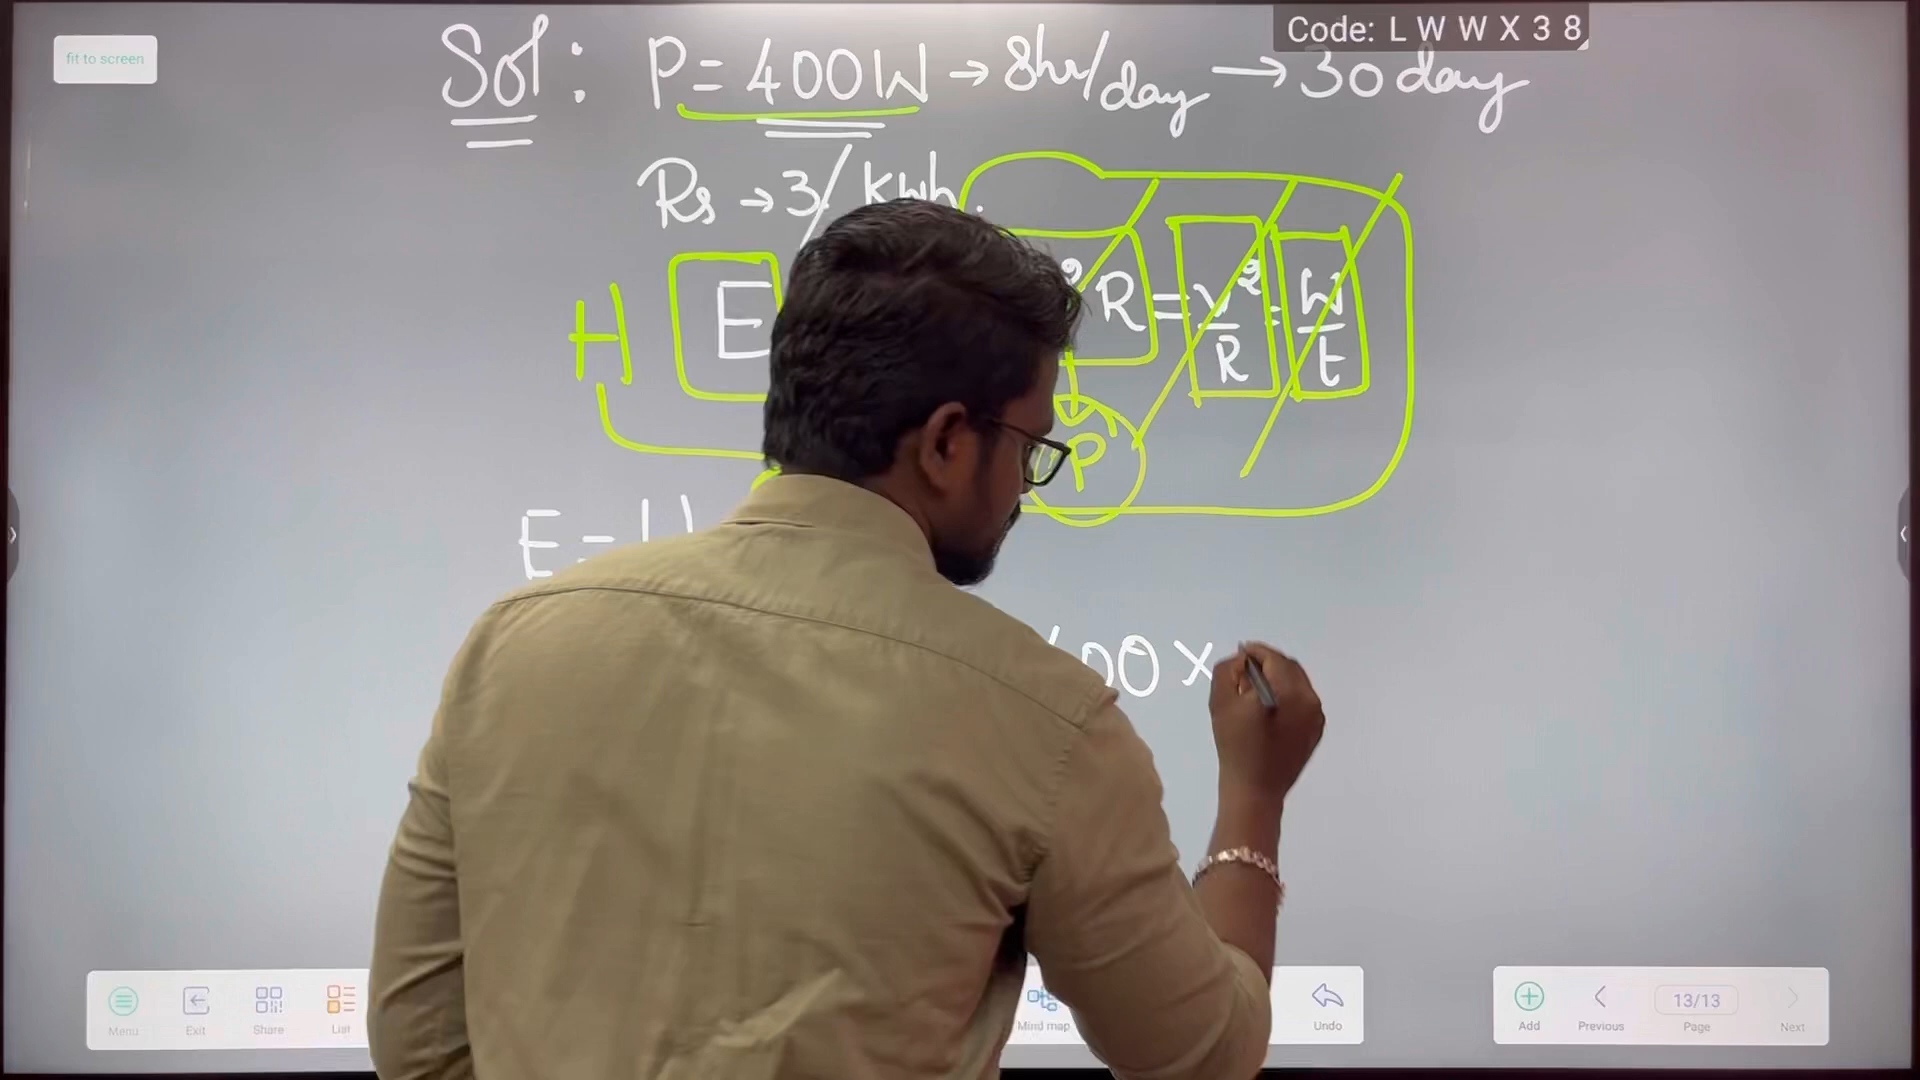 fit to screen
Code: L W W X 3 8
Sol: P = 400W → 8hr/day → 30 day
Rs → 3/kwh.
H E R = V²/R = W/t
P
E =
00 ×
Menu Exit Share List Mind map Undo Add Previous 13/13 Page Next